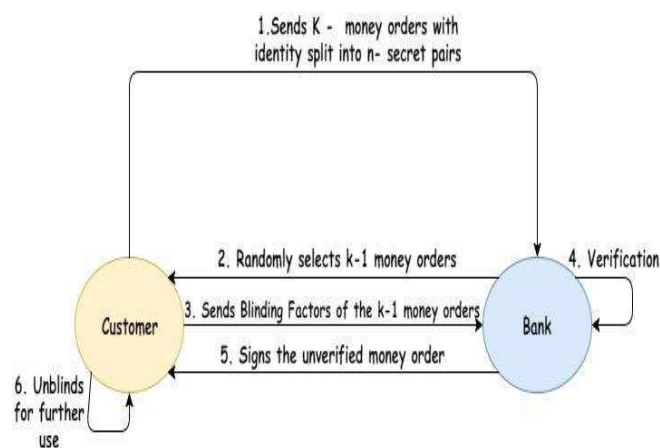 1.Sends K - money orders with
identity split into n- secret pairs
2. Randomly selects k-1 money orders
4. Verification
Customer
3. Sends Blinding Factors of the k-1 money orders
Bank
5. Signs the unverified money order
6. Unblinds
for further
use